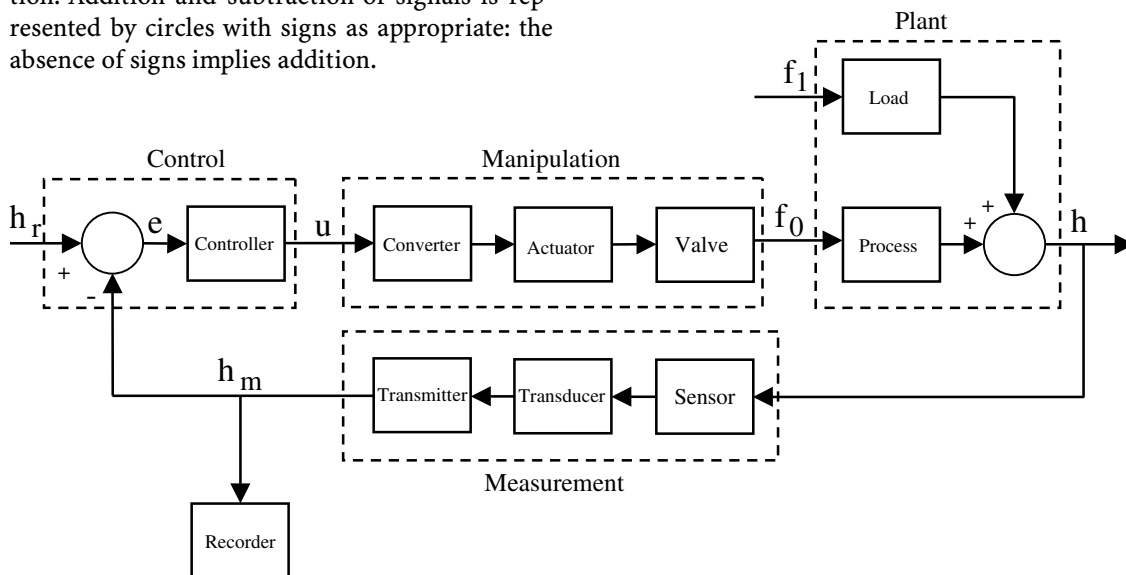 tion. Addition and subtraction of signals is rep-
resented by circles with signs as appropriate: the
absence of signs implies addition.
Plant
f1
Load
Control
Manipulation
hr
+
-
e
Controller
u
Converter
Actuator
Valve
f0
Process
+
+
h
hm
Transmitter
Transducer
Sensor
Measurement
Recorder